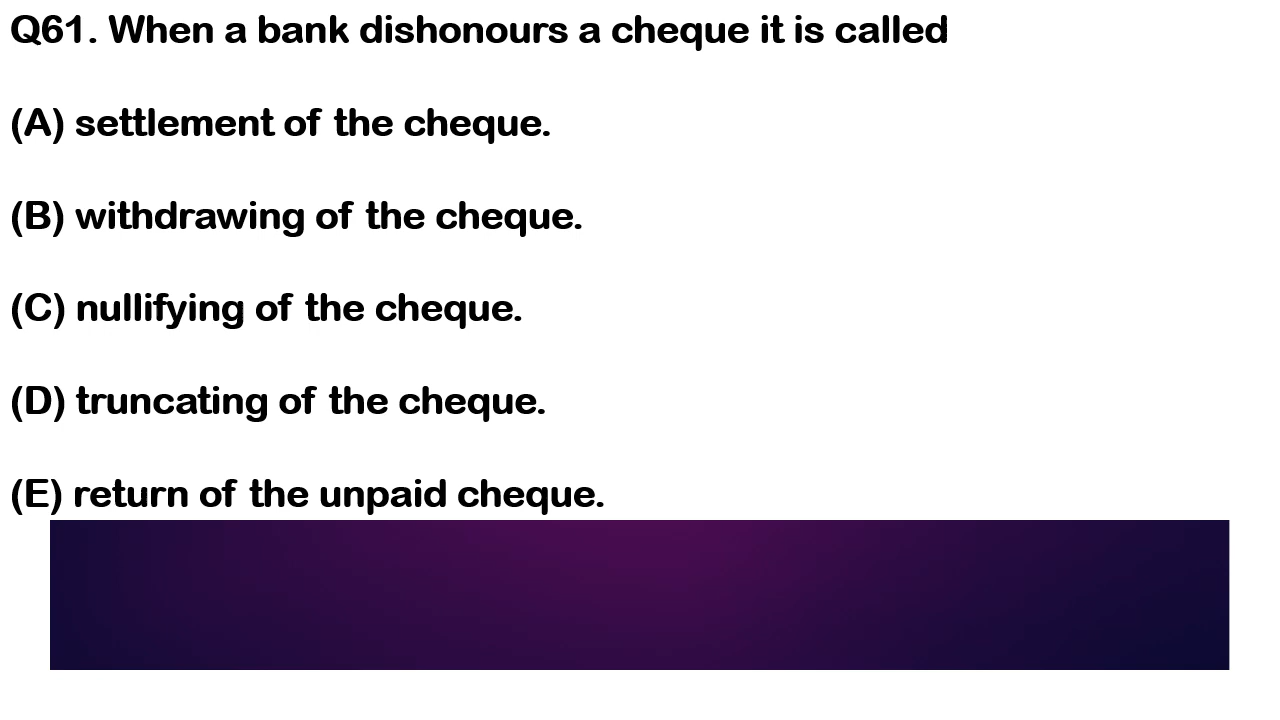 Q61. When a bank dishonours a cheque it is called
(A) settlement of the cheque.
(B) withdrawing of the cheque.
(C) nullifying of the cheque.
(D) truncating of the cheque.
(E) return of the unpaid cheque.